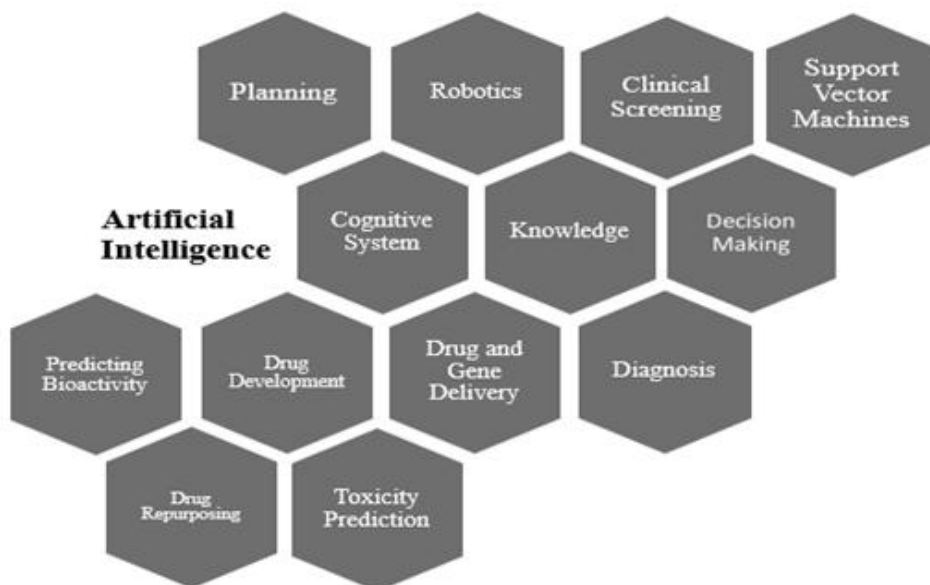 Planning
Robotics
Clinical
Screening
Support
Vector
Machines
Artificial
Intelligence
Cognitive
System
Knowledge
Decision
Making
Predicting
Bioactivity
Drug
Development
Drug and
Gene
Delivery
Diagnosis
Drug
Repurposing
Toxicity
Prediction